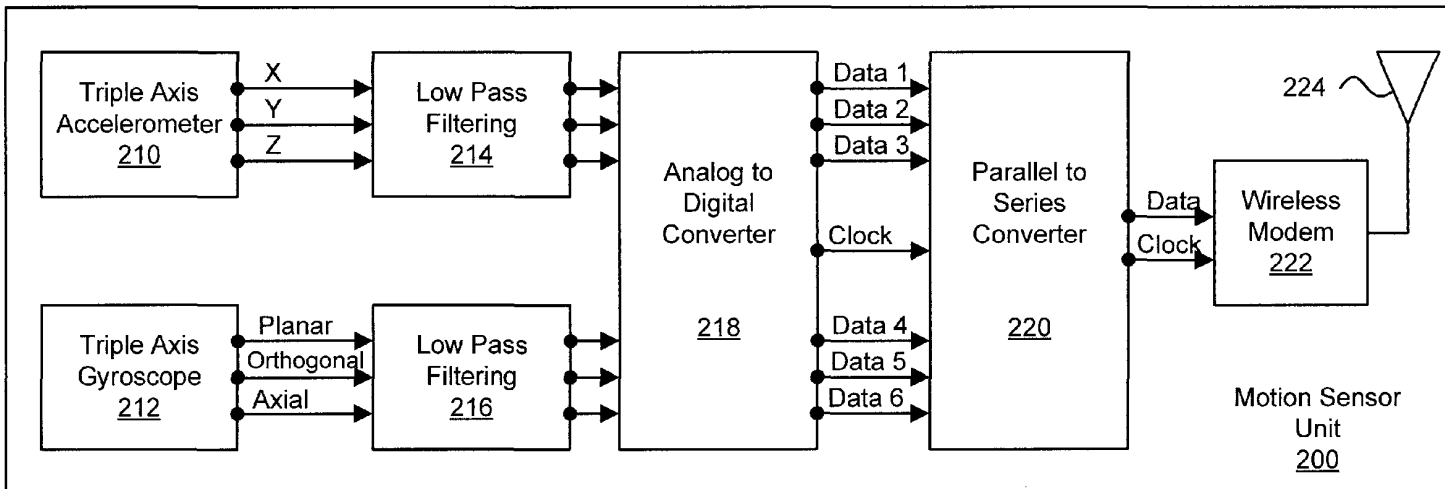 Triple Axis
Accelerometer
210
X
Y
Z
Low Pass
Filtering
214
Triple Axis
Gyroscope
212
Planar
Orthogonal
Axial
Low Pass
Filtering
216
Analog to
Digital
Converter
218
Data 1
Data 2
Data 3
Clock
Data 4
Data 5
Data 6
Parallel to
Series
Converter
220
Data
Clock
Wireless
Modem
222
224
Motion Sensor
Unit
200